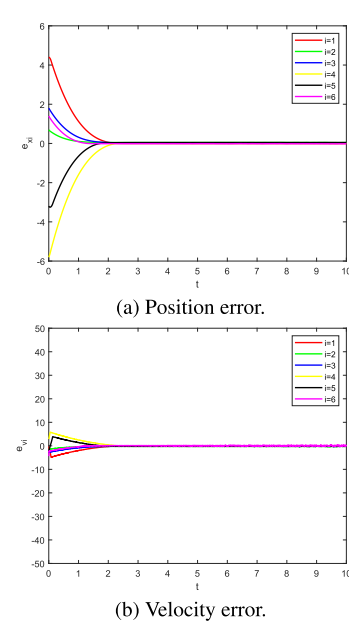 6
4
2
0
-2
-4
-6
e_xi
0 1 2 3 4 5 6 7 8 9 10
t
i=1
i=2
i=3
i=4
i=5
i=6
(a) Position error.
50
40
30
20
10
0
-10
-20
-30
-40
-50
e_vi
0 1 2 3 4 5 6 7 8 9 10
t
i=1
i=2
i=3
i=4
i=5
i=6
(b) Velocity error.